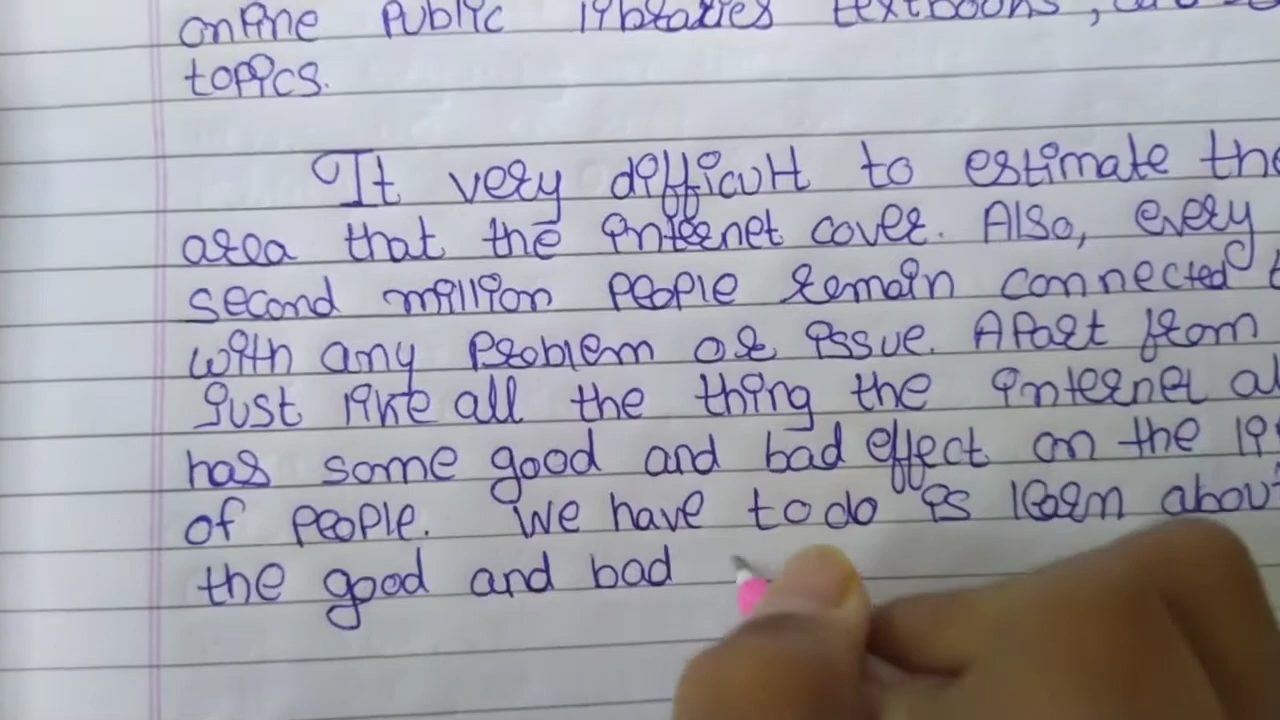 online public libraries textbooks,
topics.
It very difficult to estimate the
area that the internet cover. Also, every
second million people remain connected
with any problem or issue. Apart from
just like all the thing the internet al
has some good and bad effect on the li
of people. We have to do is learn about
the good and bad